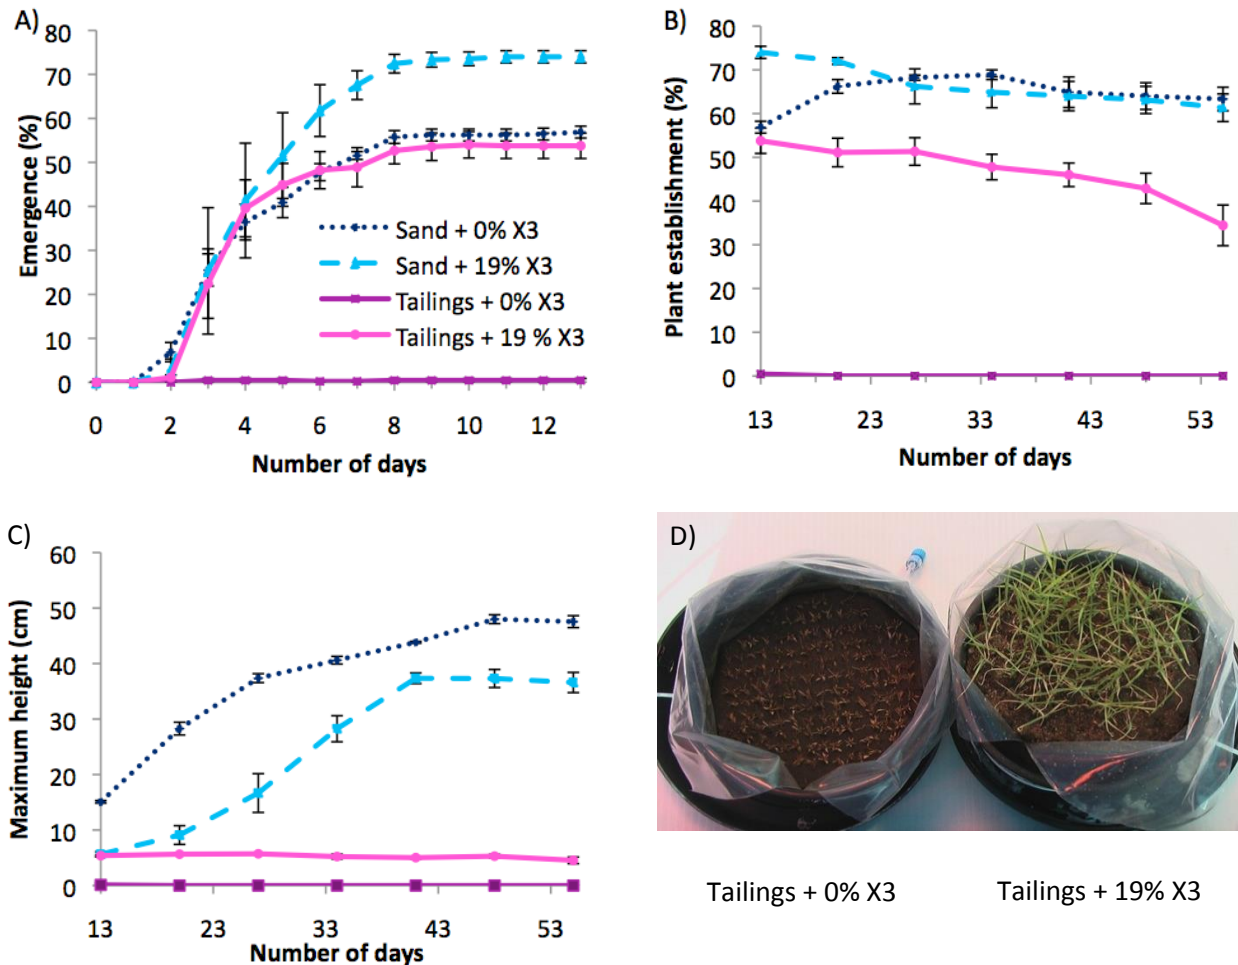 A)
80
70
60
50
40
30
20
10
0
Emergence (%)
0 2 4 6 8 10 12
Number of days
Sand + 0% X3
Sand + 19% X3
Tailings + 0% X3
Tailings + 19 % X3
B)
80
70
60
50
40
30
20
10
0
Plant establishment (%)
13 23 33 43 53
Number of days
C)
60
50
40
30
20
10
0
Maximum height (cm)
13 23 33 43 53
Number of days
D)
Tailings + 0% X3
Tailings + 19% X3